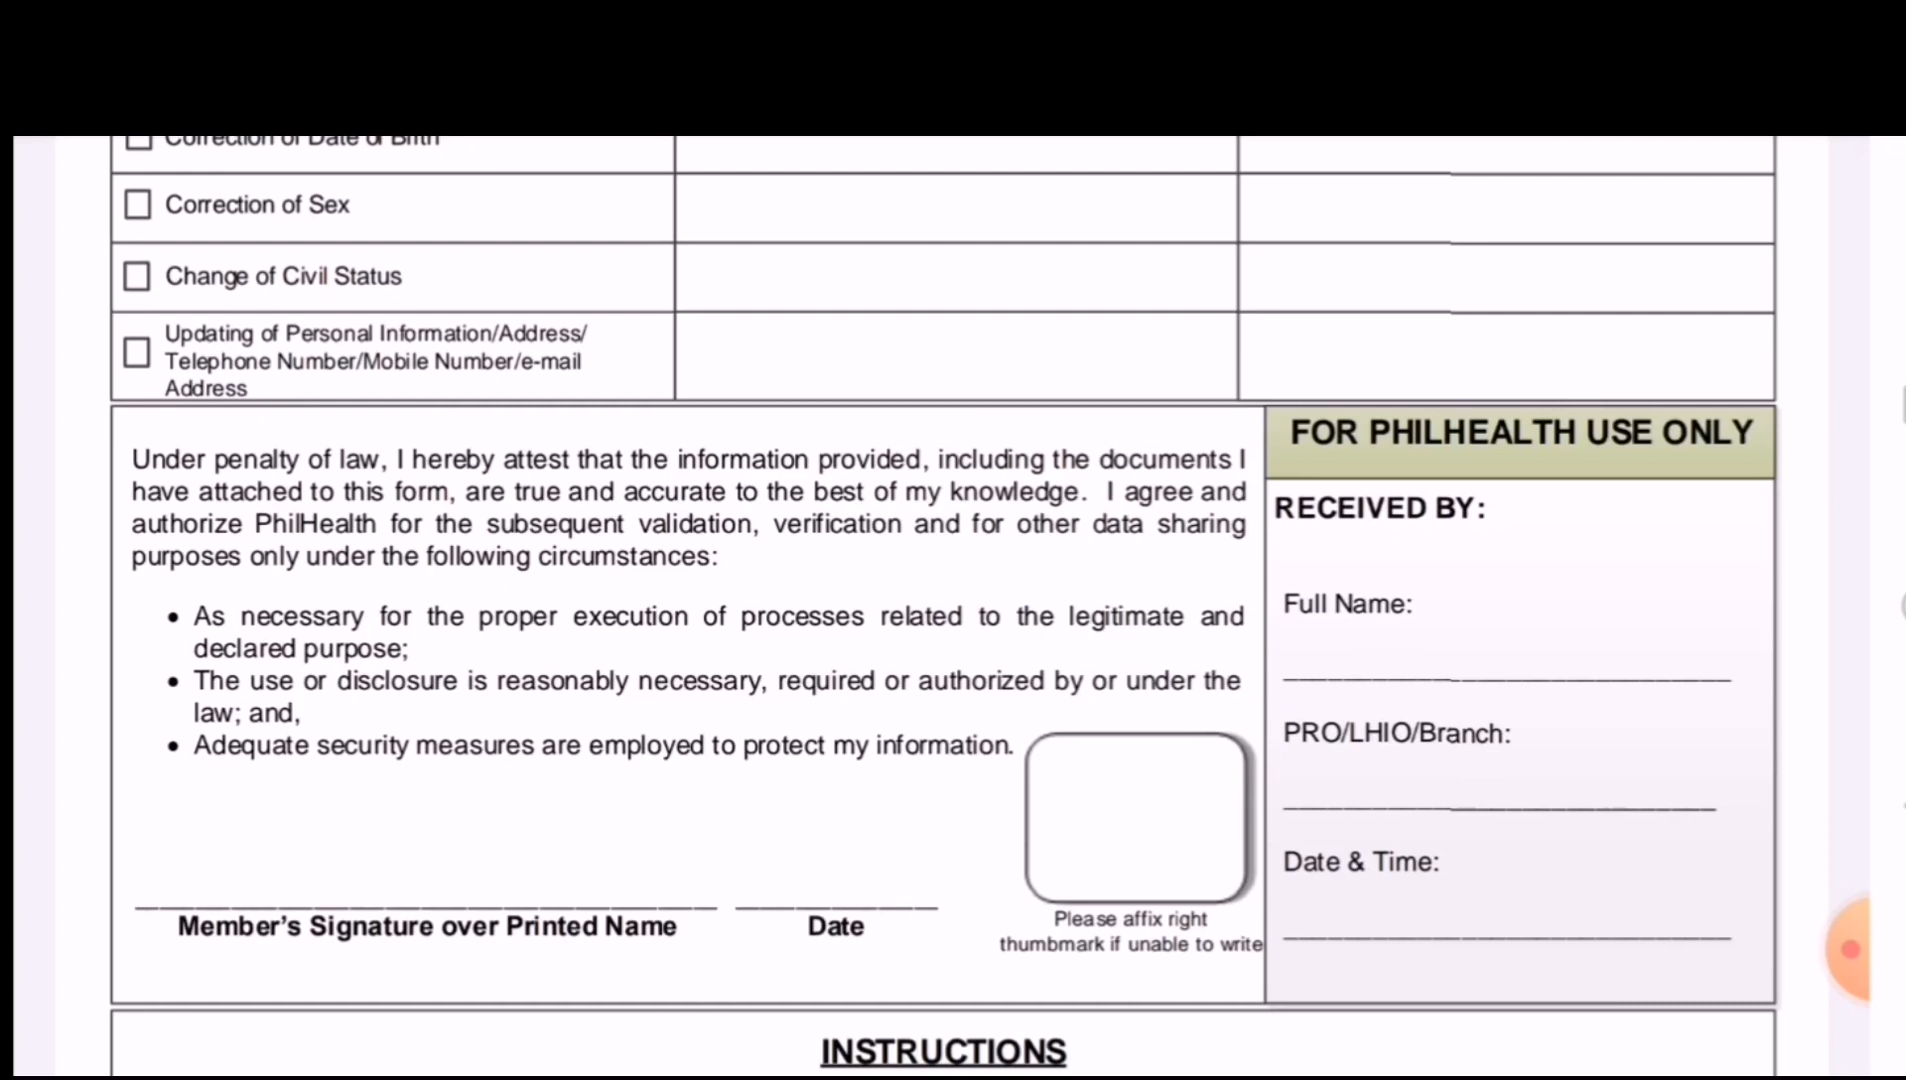 Correction of Date of Birth
Correction of Sex
Change of Civil Status
Updating of Personal Information/Address/
Telephone Number/Mobile Number/e-mail
Address
Under penalty of law, I hereby attest that the information provided, including the documents I
have attached to this form, are true and accurate to the best of my knowledge. I agree and
authorize PhilHealth for the subsequent validation, verification and for other data sharing
purposes only under the following circumstances:
• As necessary for the proper execution of processes related to the legitimate and
declared purpose;
• The use or disclosure is reasonably necessary, required or authorized by or under the
law; and,
• Adequate security measures are employed to protect my information.
Member’s Signature over Printed Name
Date
Please affix right
thumbmark if unable to write
FOR PHILHEALTH USE ONLY
RECEIVED BY:
Full Name:
PRO/LHIO/Branch:
Date & Time:
INSTRUCTIONS